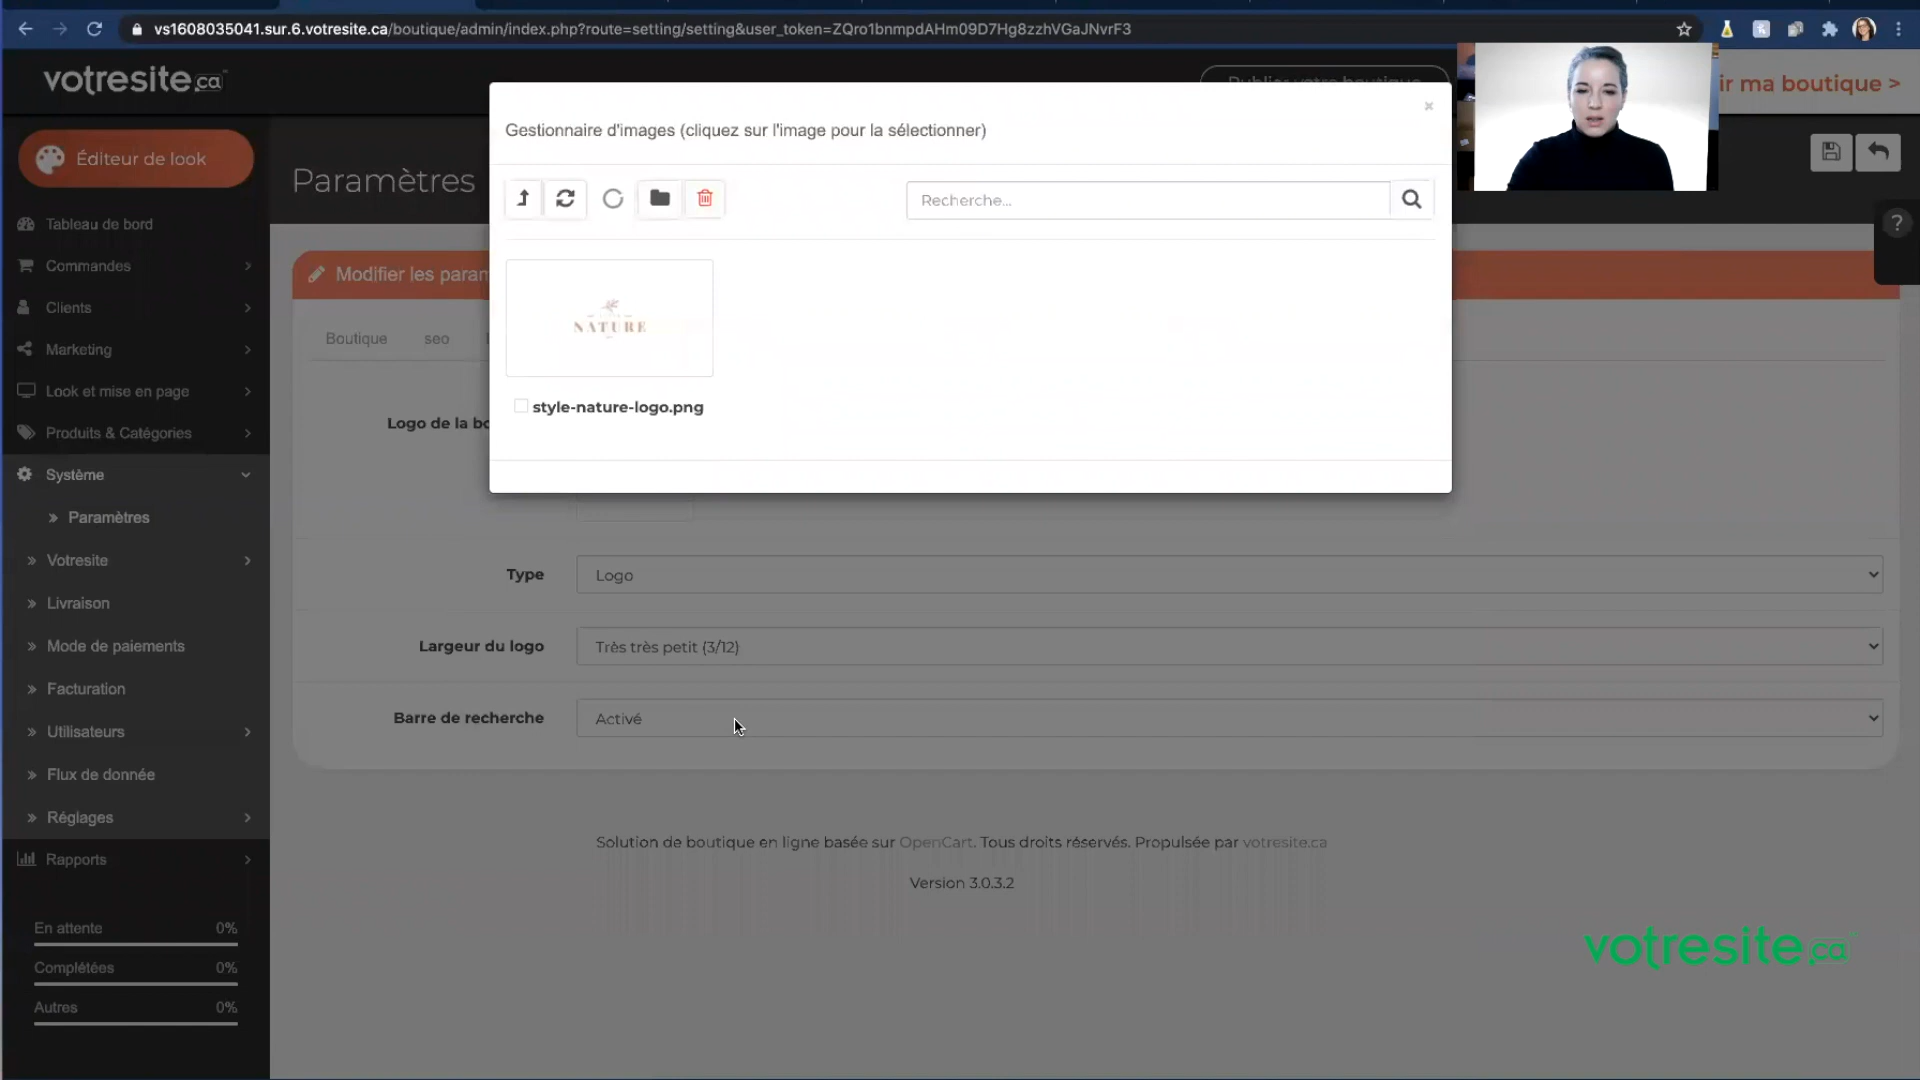 vs1608035041.sur.6.votresite.ca/boutique/admin/index.php?route=setting/setting&user_token=ZQro1bnmpdAHm09D7Hg8zzhVGaJNvrF3
votresite.ca
Publier votre boutique
ir ma boutique >
Gestionnaire d'images (cliquez sur l'image pour la sélectionner)
×
Éditeur de look
Paramètres
Recherche...
Tableau de bord
Commandes
Clients
Marketing
Look et mise en page
Produits & Catégories
Système
Paramètres
Votresite
Livraison
Mode de paiements
Facturation
Utilisateurs
Flux de donnée
Réglages
Rapports
En attente 0%
Complétées 0%
Autres 0%
Modifier les param
Boutique seo
NATURE
style-nature-logo.png
Logo de la bo
Type Logo
Largeur du logo Très très petit (3/12)
Barre de recherche Activé
Solution de boutique en ligne basée sur OpenCart. Tous droits réservés. Propulsée par votresite.ca
Version 3.0.3.2
votresite.ca
?